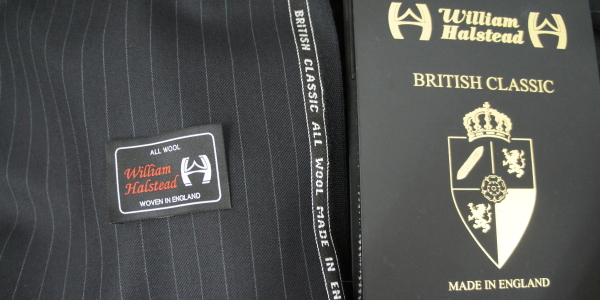 ALL WOOL
William
Halstead
WOVEN IN ENGLAND
BRITISH CLASSIC ALL WOOL MADE IN EN
William
Halstead
BRITISH CLASSIC
MADE IN ENGLAND